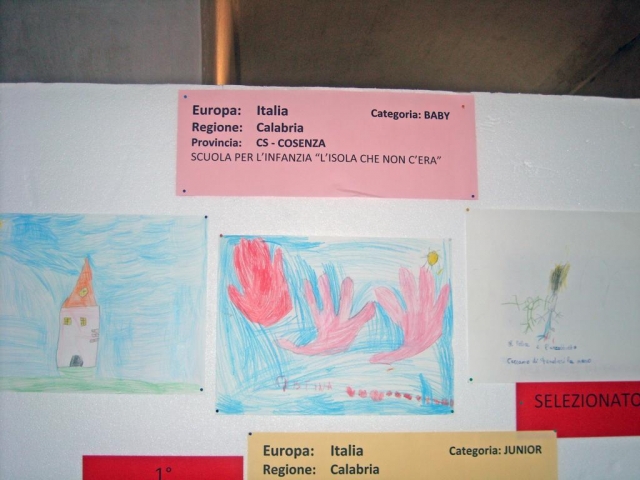 Europa: Italia Categoria: BABY
Regione: Calabria
Provincia: CS - COSENZA
SCUOLA PER L'INFANZIA "L'ISOLA CHE NON C'ERA"
SELEZIONATO
1°
Europa: Italia Categoria: JUNIOR
Regione: Calabria